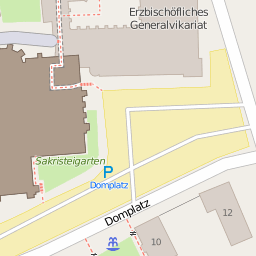 Erzbischöfliches
Generalvikariat
Sakristeigarten
P
Domplatz
Domplatz
12
10